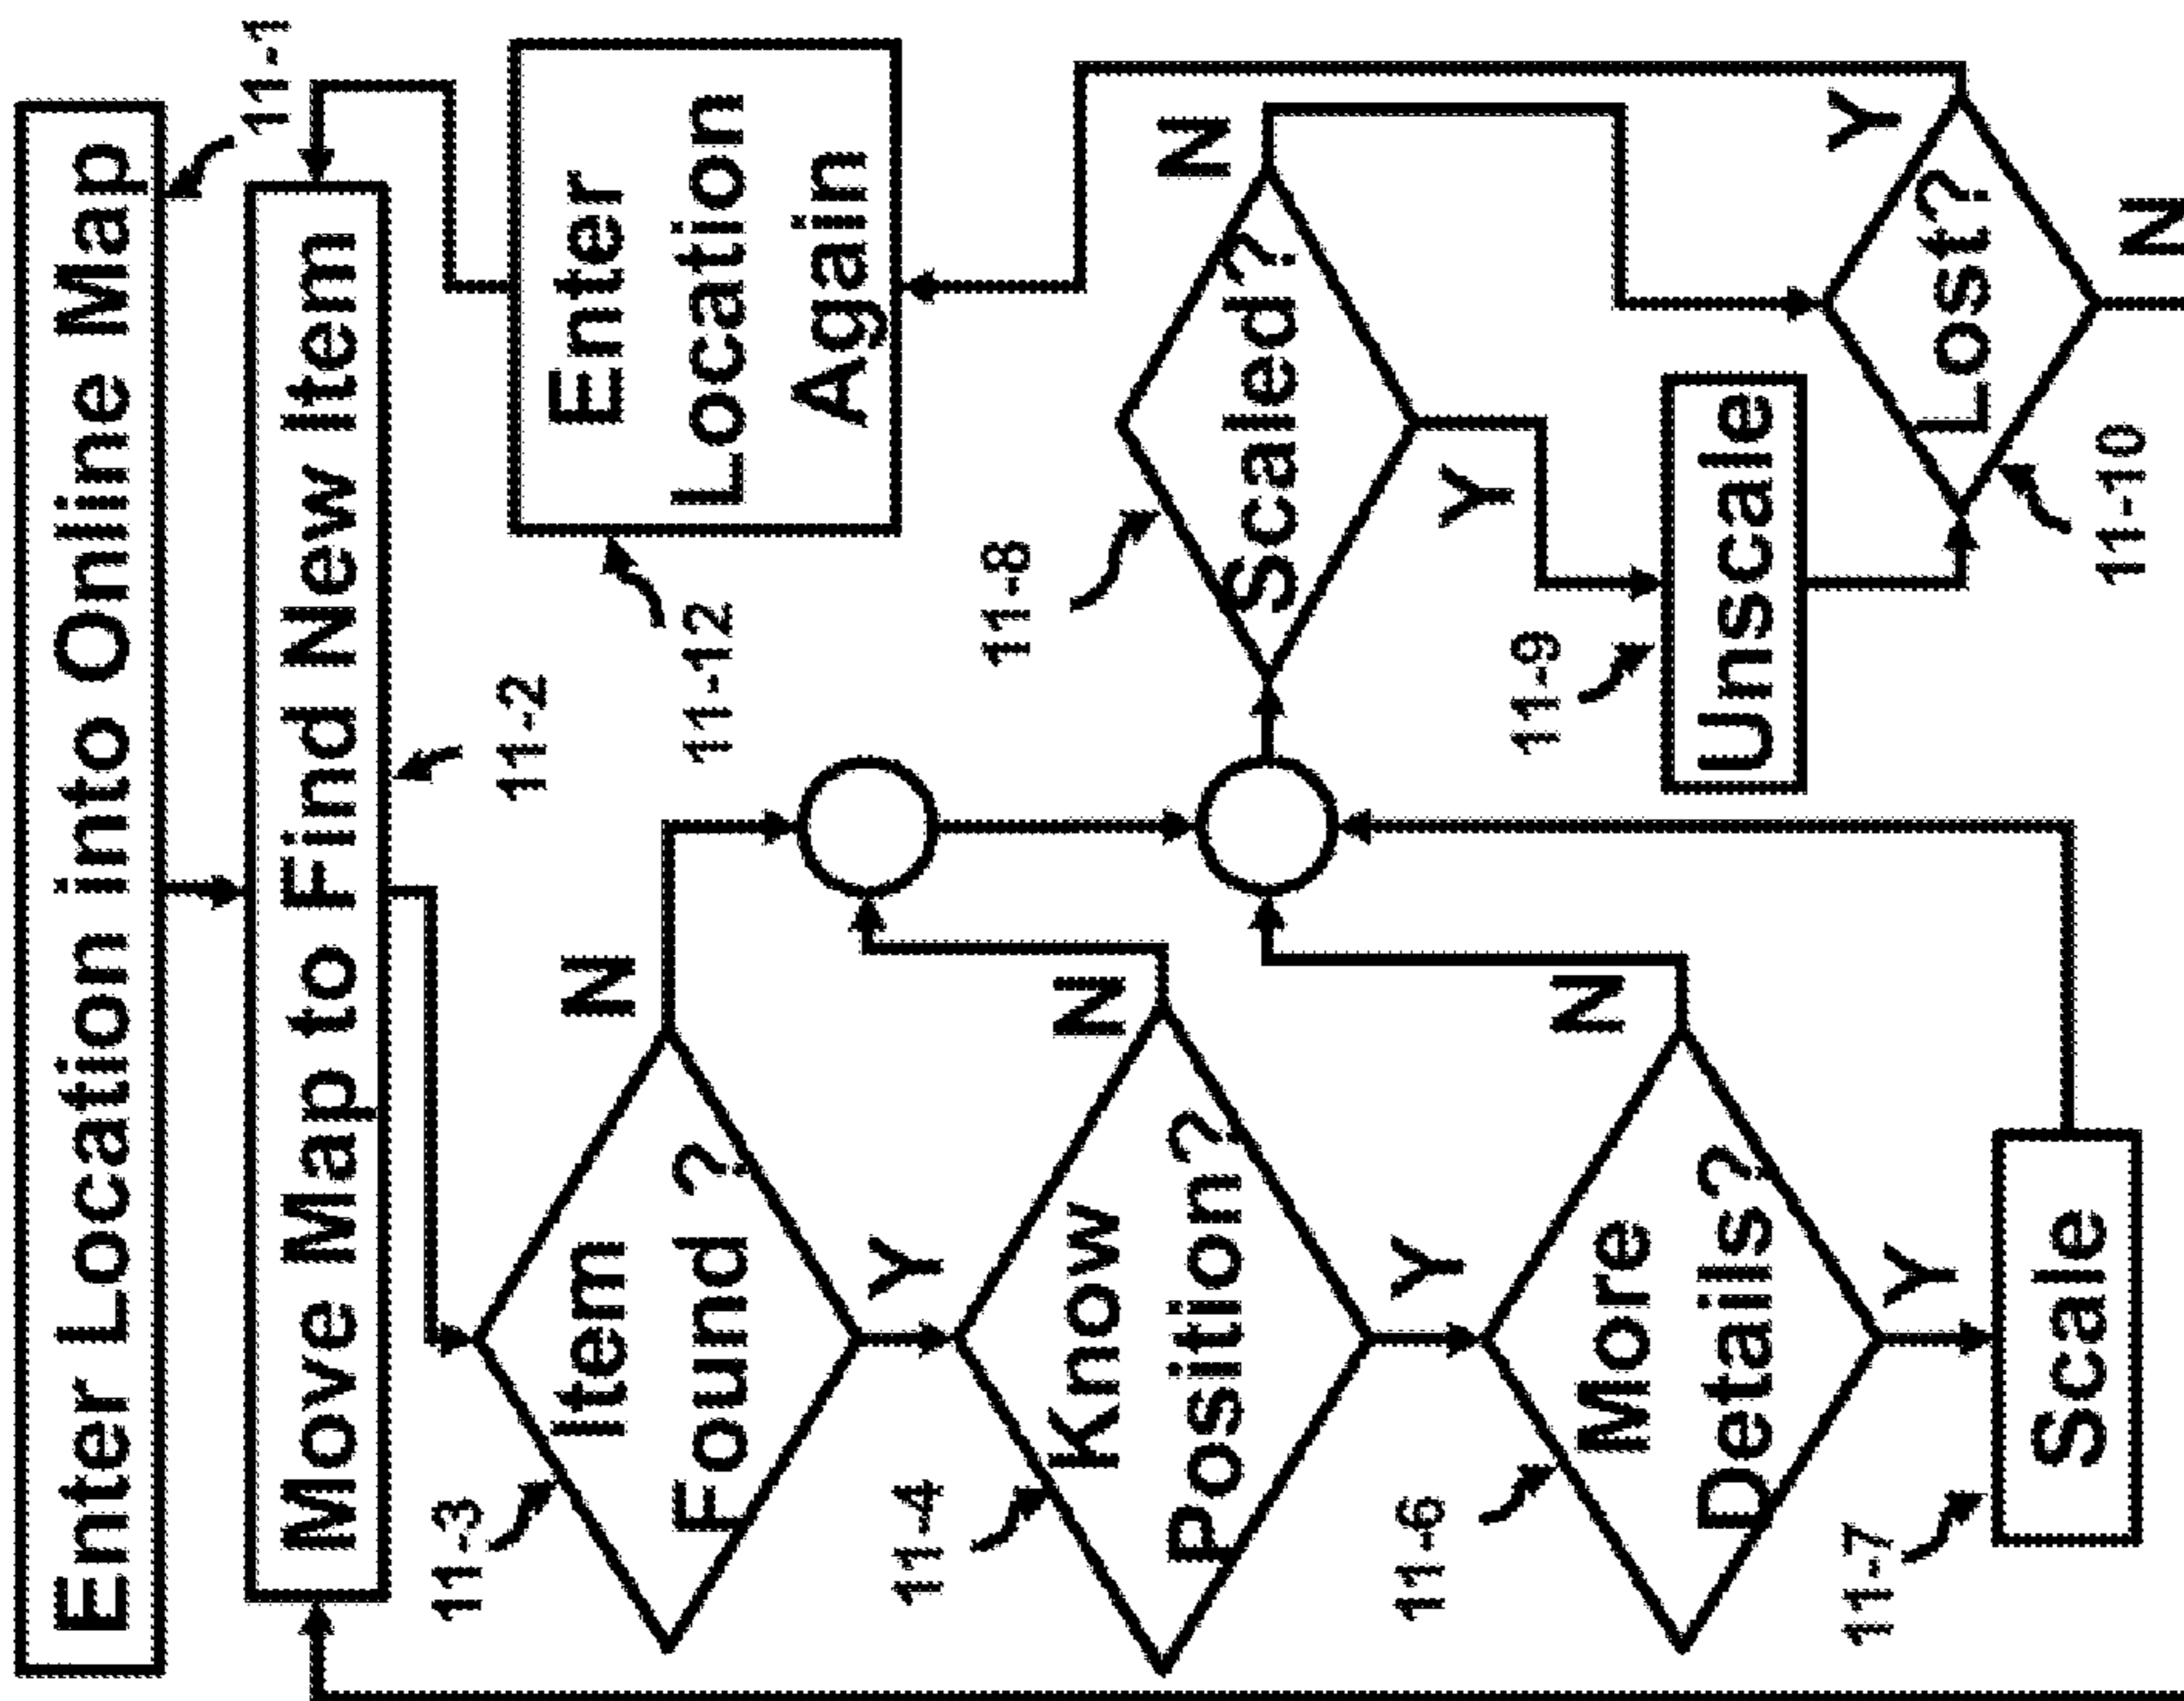 Enter Location into Online Map
11-1
Move Map to Find New Item
11-2
11-3
Item
Found ?
N
Y
11-4
Know
Position?
N
Y
11-6
More
Details?
N
Y
11-7
Scale
Enter
Location
Again
11-12
11-8
Scaled?
N
Y
11-9
Unscale
Lost?
Y
N
11-10